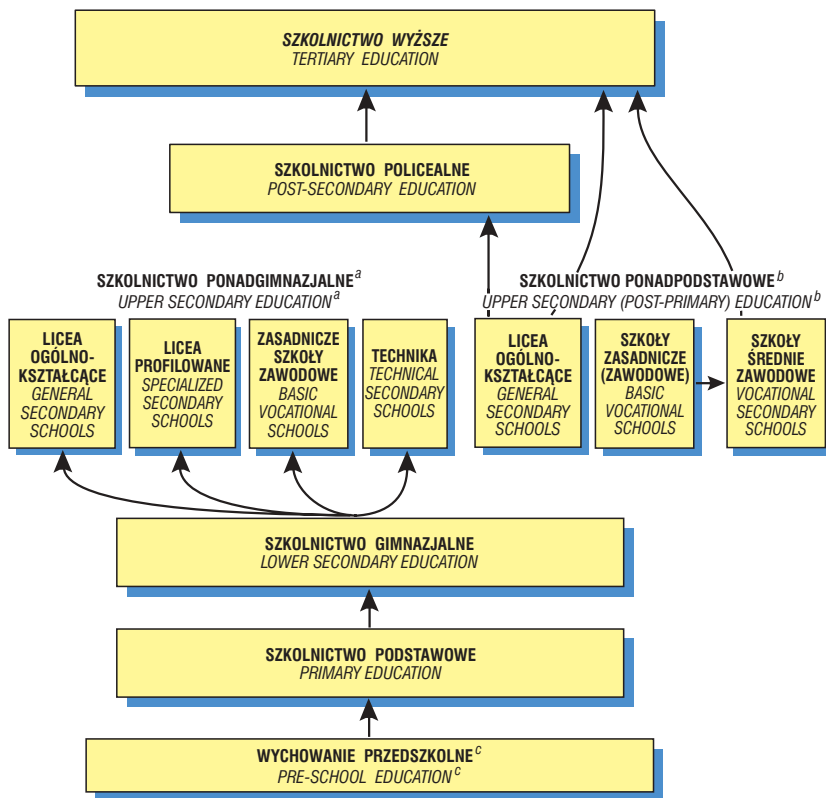 SZKOLNICTWO WYŻSZE
TERTIARY EDUCATION
SZKOLNICTWO POLICEALNE
POST-SECONDARY EDUCATION
SZKOLNICTWO PONADGIMNAZJALNE a
UPPER SECONDARY EDUCATION a
SZKOLNICTWO PONADPODSTAWOWE b
UPPER SECONDARY (POST-PRIMARY) EDUCATION b
LICEA
OGÓLNO-
KSZTAŁCĄCE
GENERAL
SECONDARY
SCHOOLS
LICEA
PROFILOWANE
SPECIALIZED
SECONDARY
SCHOOLS
ZASADNICZE
SZKOŁY
ZAWODOWE
BASIC
VOCATIONAL
SCHOOLS
TECHNIKA
TECHNICAL
SECONDARY
SCHOOLS
LICEA
OGÓLNO-
KSZTAŁCĄCE
GENERAL
SECONDARY
SCHOOLS
SZKOŁY
ZASADNICZE
(ZAWODOWE)
BASIC
VOCATIONAL
SCHOOLS
SZKOŁY
ŚREDNIE
ZAWODOWE
VOCATIONAL
SECONDARY
SCHOOLS
SZKOLNICTWO GIMNAZJALNE
LOWER SECONDARY EDUCATION
SZKOLNICTWO PODSTAWOWE
PRIMARY EDUCATION
WYCHOWANIE PRZEDSZKOLNE c
PRE-SCHOOL EDUCATION c